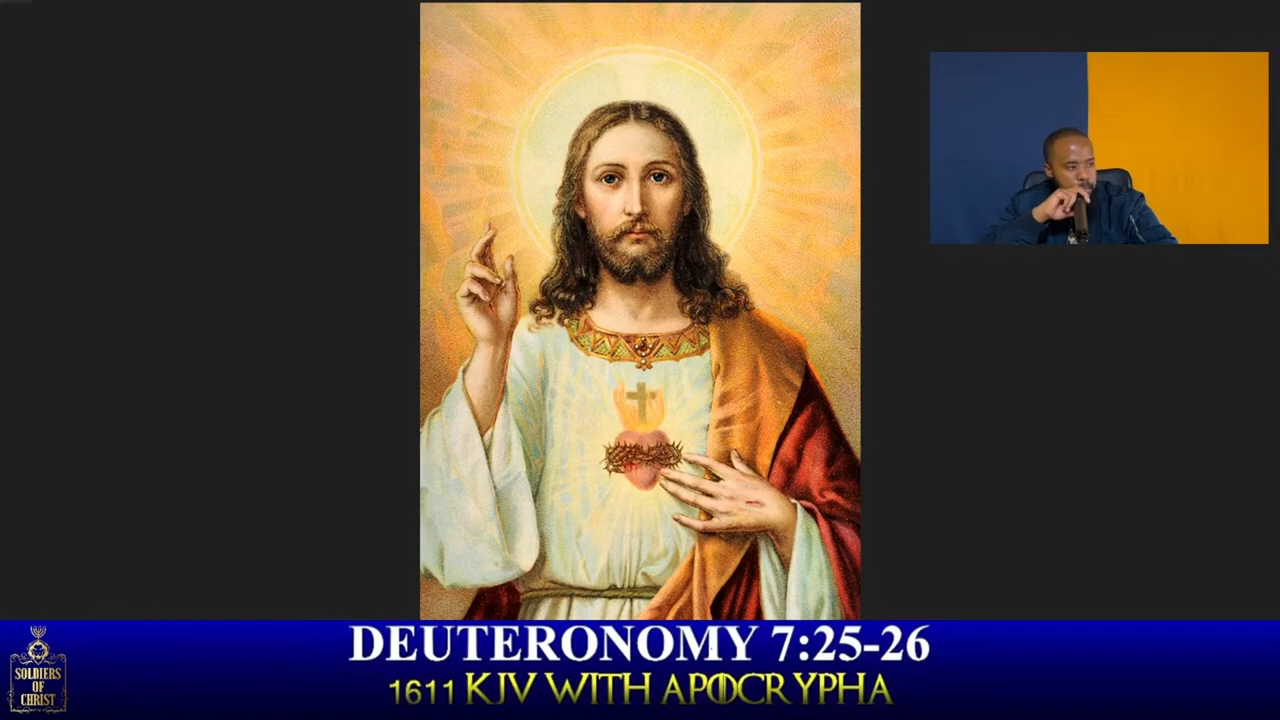 DEUTERONOMY 7:25-26
1611 KJV WITH APOCRYPHA
SOLDIERS
OF
CHRIST